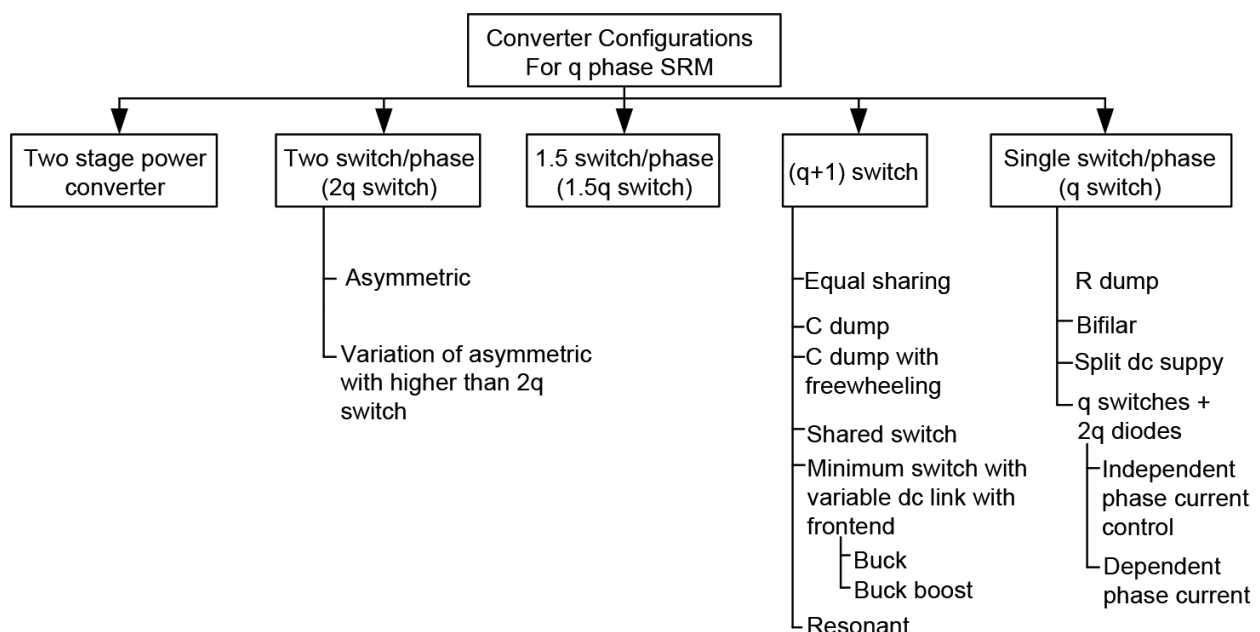 Converter Configurations
For q phase SRM
Two stage power
converter
Two switch/phase
(2q switch)
1.5 switch/phase
(1.5q switch)
(q+1) switch
Single switch/phase
(q switch)
Asymmetric
Variation of asymmetric
with higher than 2q
switch
Equal sharing
C dump
C dump with
freewheeling
Shared switch
Minimum switch with
variable dc link with
frontend
Buck
Buck boost
Resonant
R dump
Bifilar
Split dc suppy
q switches +
2q diodes
Independent
phase current
control
Dependent
phase current